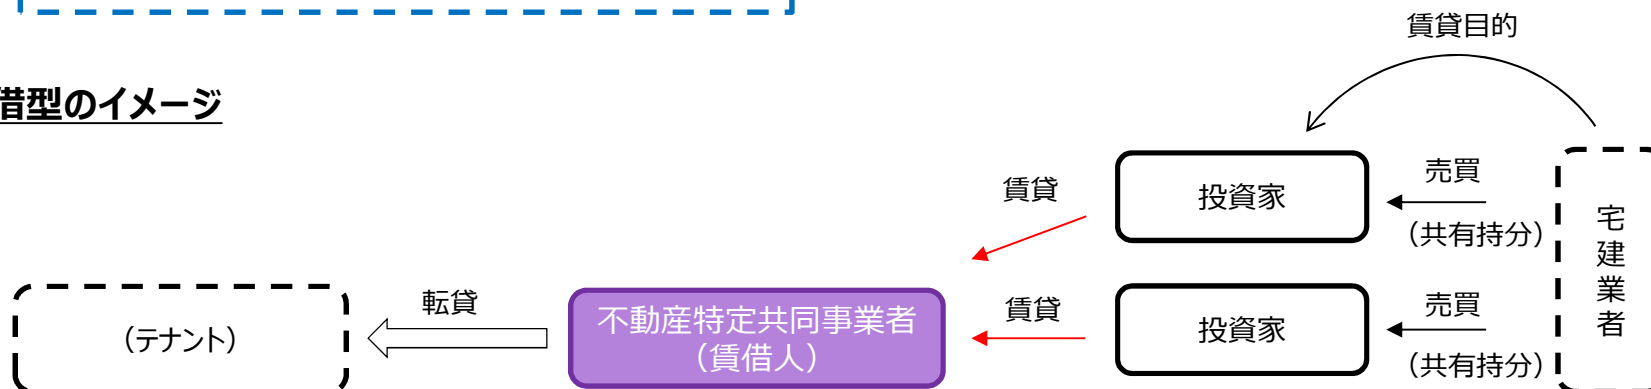 賃貸目的
借型のイメージ
賃貸
投資家
売買
(共有持分)
宅建業者
(テナント)
転貸
不動産特定共同事業者
(賃借人)
賃貸
投資家
売買
(共有持分)